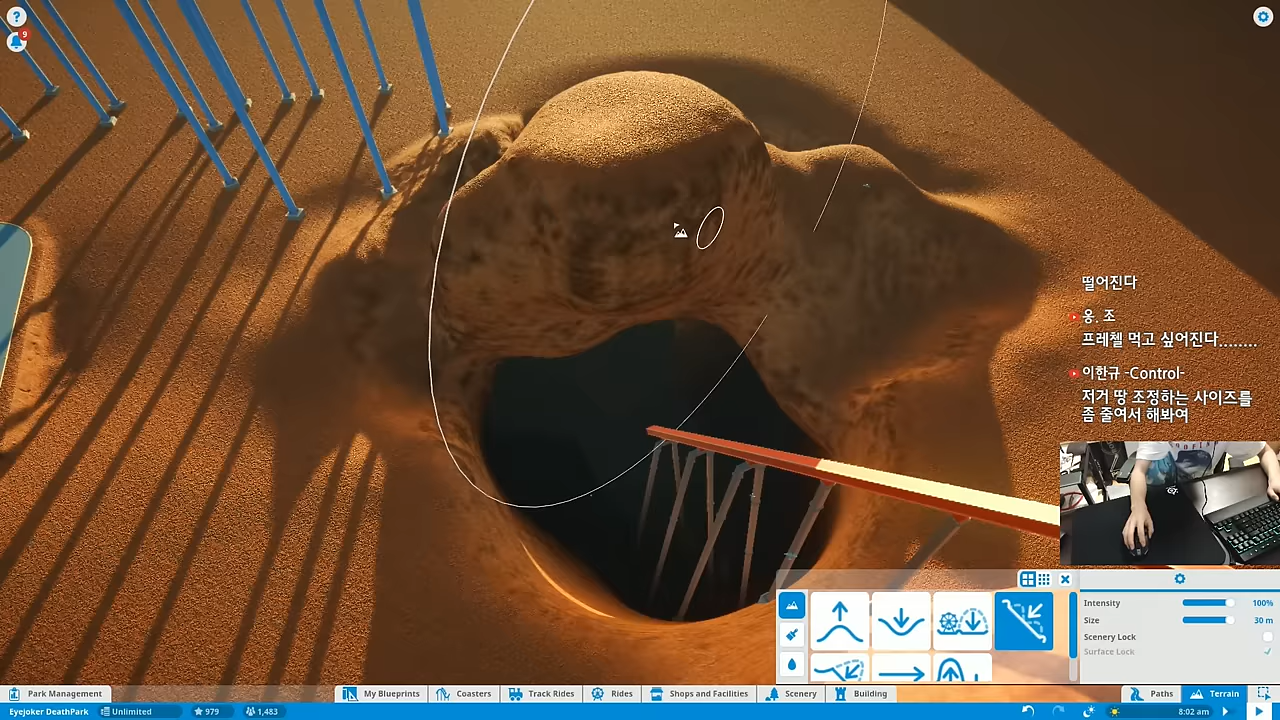 9
떨어진다
옹. 조
프레첼 먹고 싶어진다........
이한규 -Control-
저거 땅 조정하는 사이즈를
좀 줄여서 해봐여
Intensity 100%
Size 30 m
Scenery Lock
Surface Lock
Park Management My Blueprints Coasters Track Rides Rides Shops and Facilities Scenery Building Paths Terrain
Eyejoker DeathPark Unlimited 979 1,483 8:02 am